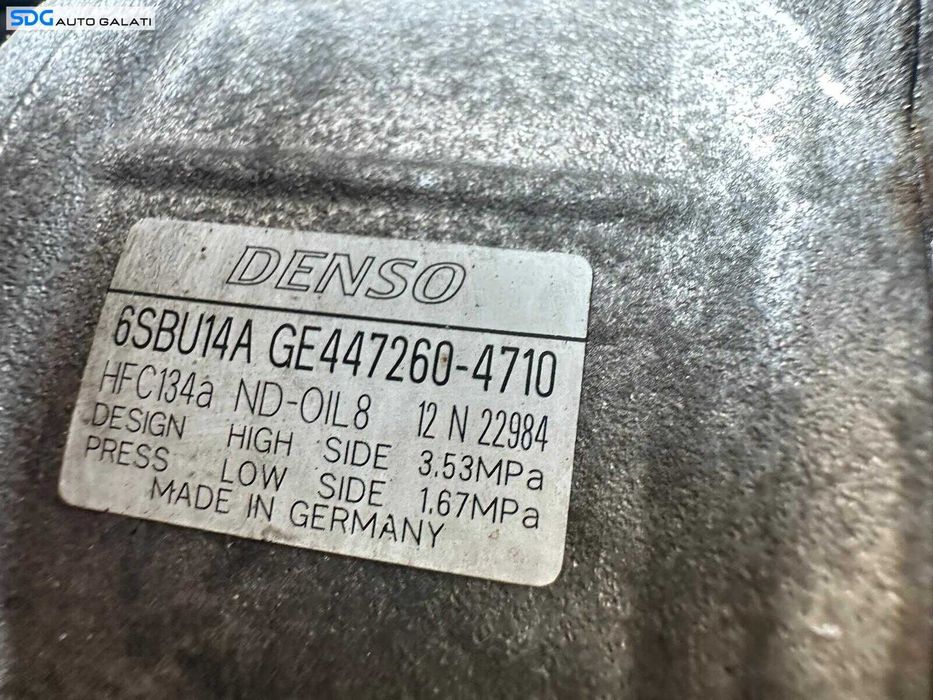 SDG AUTO GALATI
DENSO
6SBU14A GE447260-4710
HFC134a ND-OIL8 12 N 22984
DESIGN HIGH SIDE 3.53MPa
PRESS LOW SIDE 1.67MPa
MADE IN GERMANY